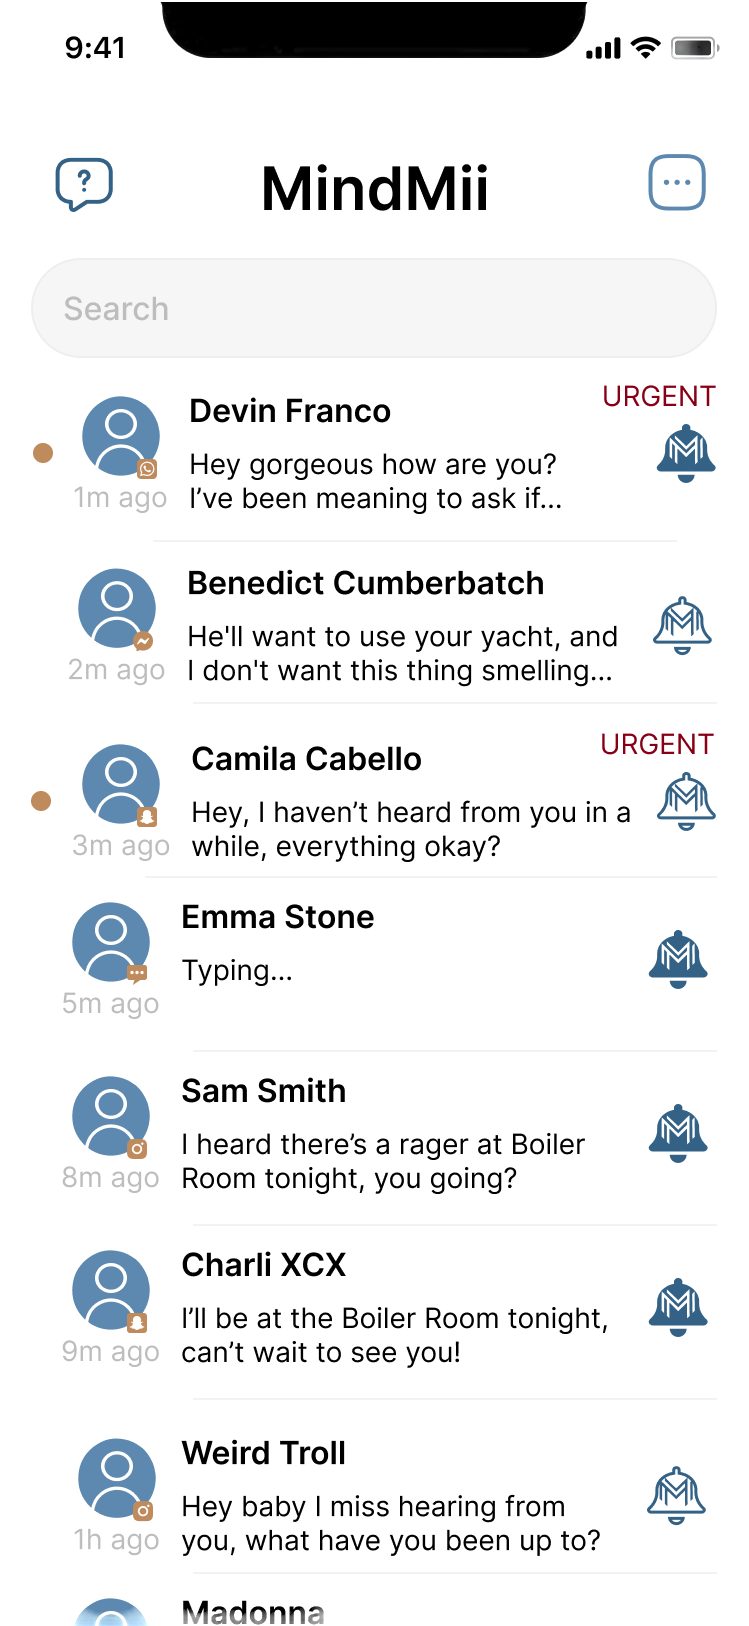 9:41
?
MindMii
Search
URGENT
Devin Franco
Hey gorgeous how are you?
I’ve been meaning to ask if...
1m ago
Benedict Cumberbatch
He'll want to use your yacht, and
I don't want this thing smelling...
2m ago
URGENT
Camila Cabello
Hey, I haven’t heard from you in a
while, everything okay?
3m ago
Emma Stone
Typing...
5m ago
Sam Smith
I heard there’s a rager at Boiler
Room tonight, you going?
8m ago
Charli XCX
I’ll be at the Boiler Room tonight,
can’t wait to see you!
9m ago
Weird Troll
Hey baby I miss hearing from
you, what have you been up to?
1h ago
Madonna